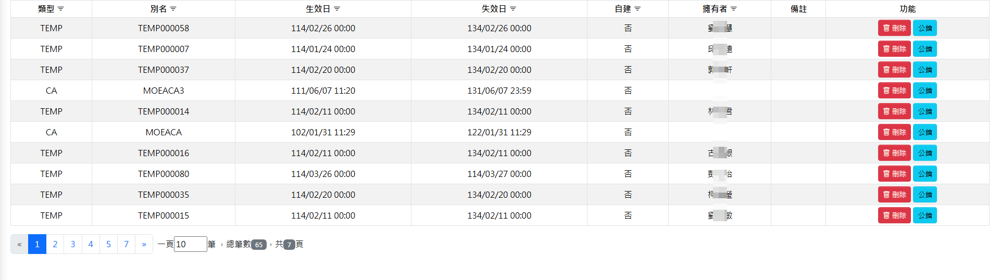 類型 別名 生效日 失效日 自建 擁有者 備註 功能
TEMP TEMP000058 114/02/26 00:00 134/02/26 00:00 否 劉 慧 刪除 公鑰
TEMP TEMP000007 114/01/24 00:00 134/01/24 00:00 否 邱 刪除 公鑰
TEMP TEMP000037 114/02/20 00:00 134/02/20 00:00 否 郭 軒 刪除 公鑰
CA MOEACA3 111/06/07 11:20 131/06/07 23:59 否 刪除 公鑰
TEMP TEMP000014 114/02/11 00:00 134/02/11 00:00 否 林 君 刪除 公鑰
CA MOEACA 102/01/31 11:29 122/01/31 11:29 否 刪除 公鑰
TEMP TEMP000016 114/02/11 00:00 134/02/11 00:00 否 古 刪除 公鑰
TEMP TEMP000080 114/03/26 00:00 114/03/27 00:00 否 彭 怡 刪除 公鑰
TEMP TEMP000035 114/02/20 00:00 134/02/20 00:00 否 柯 瑩 刪除 公鑰
TEMP TEMP000015 114/02/11 00:00 134/02/11 00:00 否 劉 敏 刪除 公鑰
« 1 2 3 4 5 7 » 一頁 10 筆，總筆數 65，共 7 頁